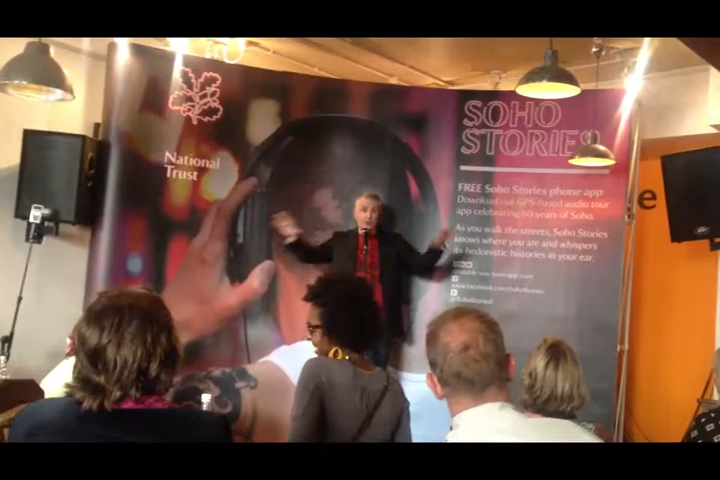 National
Trust
SOHO
STORIES
FREE Soho Stories phone app
Download our GPS-based audio tour
app celebrating 60 years of Soho.
As you walk the streets, Soho Stories
knows where you are and whispers
its hedonistic histories in your ear.
e